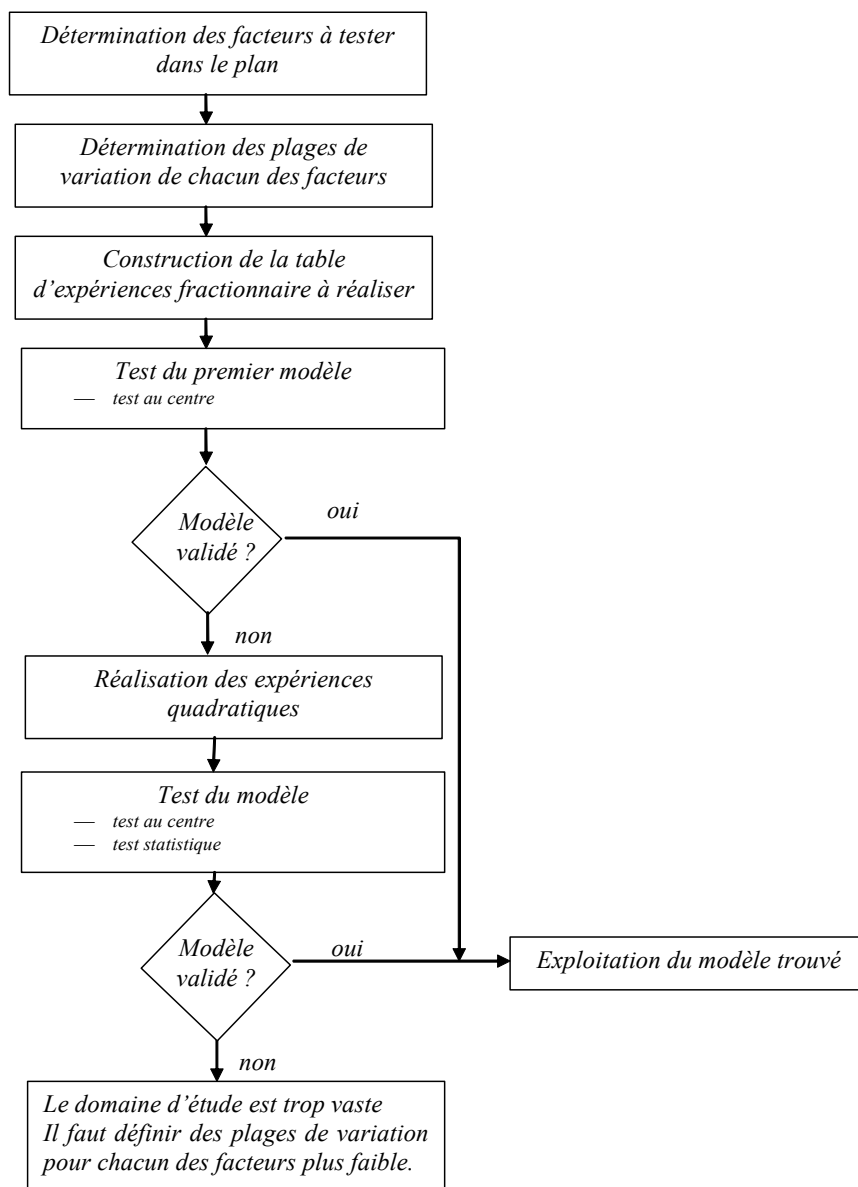 Détermination des facteurs à tester
dans le plan
Détermination des plages de
variation de chacun des facteurs
Construction de la table
d’expériences fractionnaire à réaliser
Test du premier modèle
— test au centre
Modèle
validé ?
oui
non
Réalisation des expériences
quadratiques
Test du modèle
— test au centre
— test statistique
Modèle
validé ?
oui
Exploitation du modèle trouvé
non
Le domaine d’étude est trop vaste
Il faut définir des plages de variation
pour chacun des facteurs plus faible.